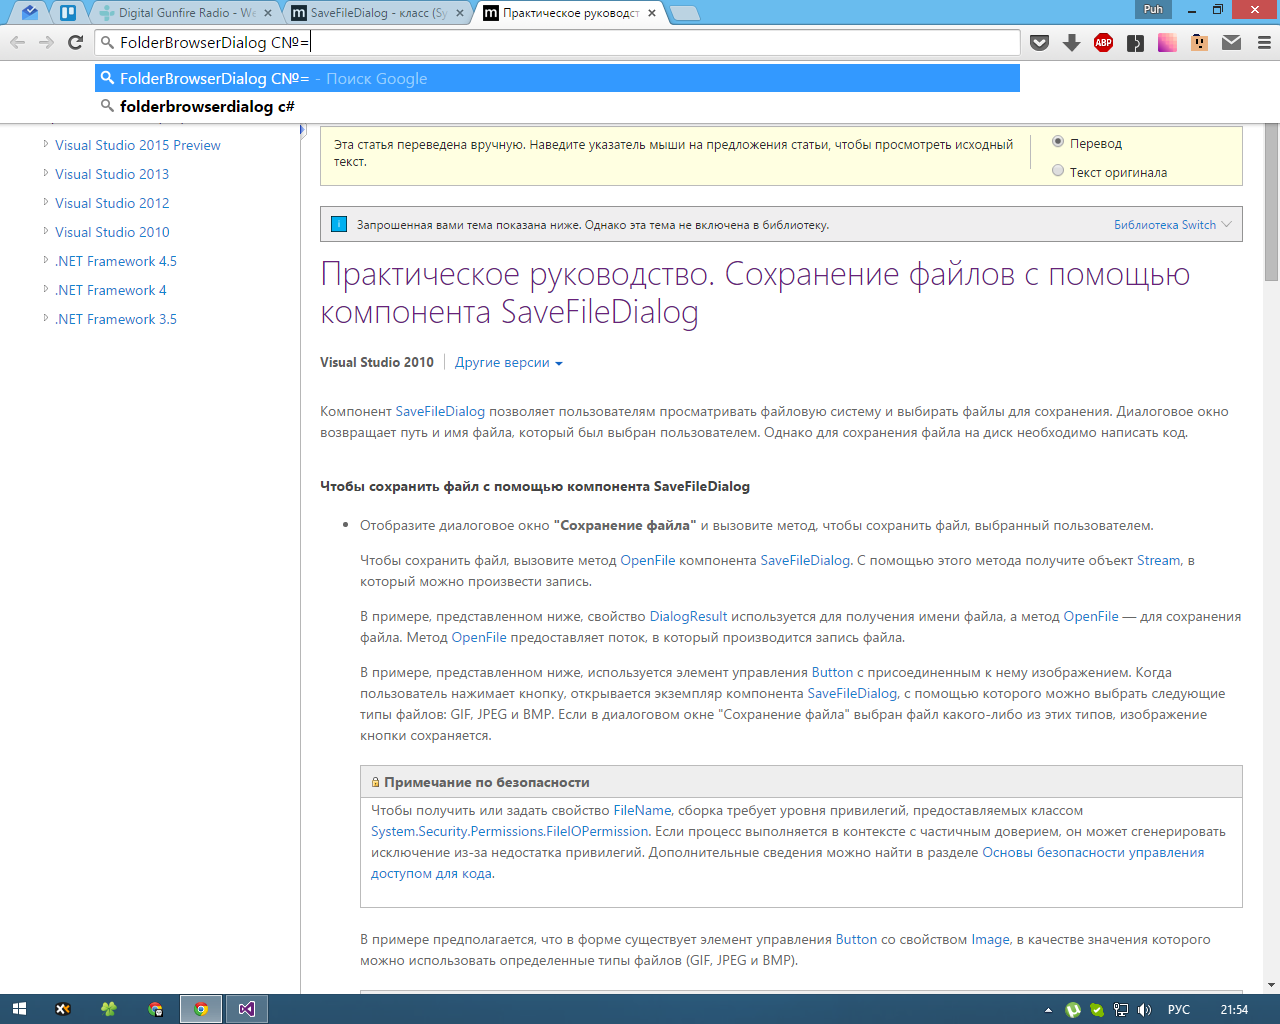 Digital Gunfire Radio - We
SaveFileDialog - класс (Sy
Практическое руководст
Puh
FolderBrowserDialog C№=
ABP
FolderBrowserDialog C№= - Поиск Google
folderbrowserdialog c#
Visual Studio 2015 Preview
Visual Studio 2013
Visual Studio 2012
Visual Studio 2010
.NET Framework 4.5
.NET Framework 4
.NET Framework 3.5
Эта статья переведена вручную. Наведите указатель мыши на предложения статьи, чтобы просмотреть исходный
текст.
Перевод
Текст оригинала
Запрошенная вами тема показана ниже. Однако эта тема не включена в библиотеку.
Библиотека Switch
Практическое руководство. Сохранение файлов с помощью
компонента SaveFileDialog
Visual Studio 2010
Другие версии
Компонент SaveFileDialog позволяет пользователям просматривать файловую систему и выбирать файлы для сохранения. Диалоговое окно
возвращает путь и имя файла, который был выбран пользователем. Однако для сохранения файла на диск необходимо написать код.
Чтобы сохранить файл с помощью компонента SaveFileDialog
• Отобразите диалоговое окно "Сохранение файла" и вызовите метод, чтобы сохранить файл, выбранный пользователем.
Чтобы сохранить файл, вызовите метод OpenFile компонента SaveFileDialog. С помощью этого метода получите объект Stream, в
который можно произвести запись.
В примере, представленном ниже, свойство DialogResult используется для получения имени файла, а метод OpenFile — для сохранения
файла. Метод OpenFile предоставляет поток, в который производится запись файла.
В примере, представленном ниже, используется элемент управления Button с присоединенным к нему изображением. Когда
пользователь нажимает кнопку, открывается экземпляр компонента SaveFileDialog, с помощью которого можно выбрать следующие
типы файлов: GIF, JPEG и BMP. Если в диалоговом окне "Сохранение файла" выбран файл какого-либо из этих типов, изображение
кнопки сохраняется.
Примечание по безопасности
Чтобы получить или задать свойство FileName, сборка требует уровня привилегий, предоставляемых классом
System.Security.Permissions.FileIOPermission. Если процесс выполняется в контексте с частичным доверием, он может сгенерировать
исключение из-за недостатка привилегий. Дополнительные сведения можно найти в разделе Основы безопасности управления
доступом для кода.
В примере предполагается, что в форме существует элемент управления Button со свойством Image, в качестве значения которого
можно использовать определенные типы файлов (GIF, JPEG и BMP).
РУС
21:54